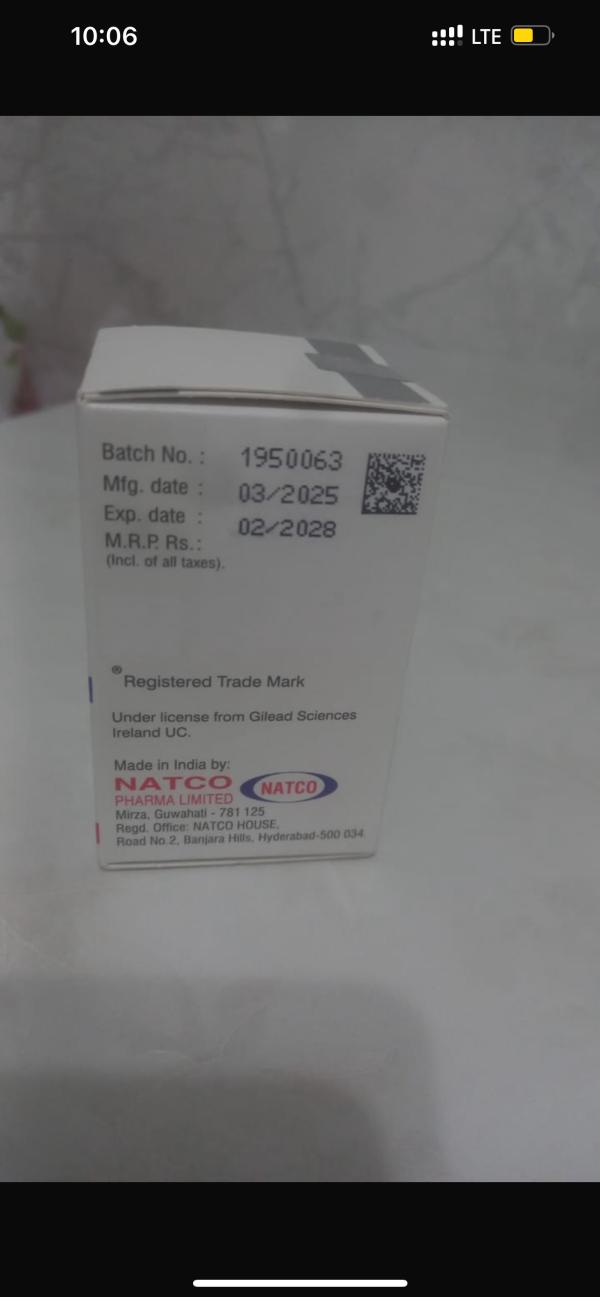 10:06
LTE
Batch No. : 1950063
Mfg. date : 03/2025
Exp. date : 02/2028
M.R.P. Rs.:
(Incl. of all taxes).
® Registered Trade Mark
Under license from Gilead Sciences
Ireland UC.
Made in India by:
NATCO NATCO
PHARMA LIMITED
Mirza, Guwahati - 781 125
Regd. Office: NATCO HOUSE,
Road No.2, Banjara Hills, Hyderabad-500 034